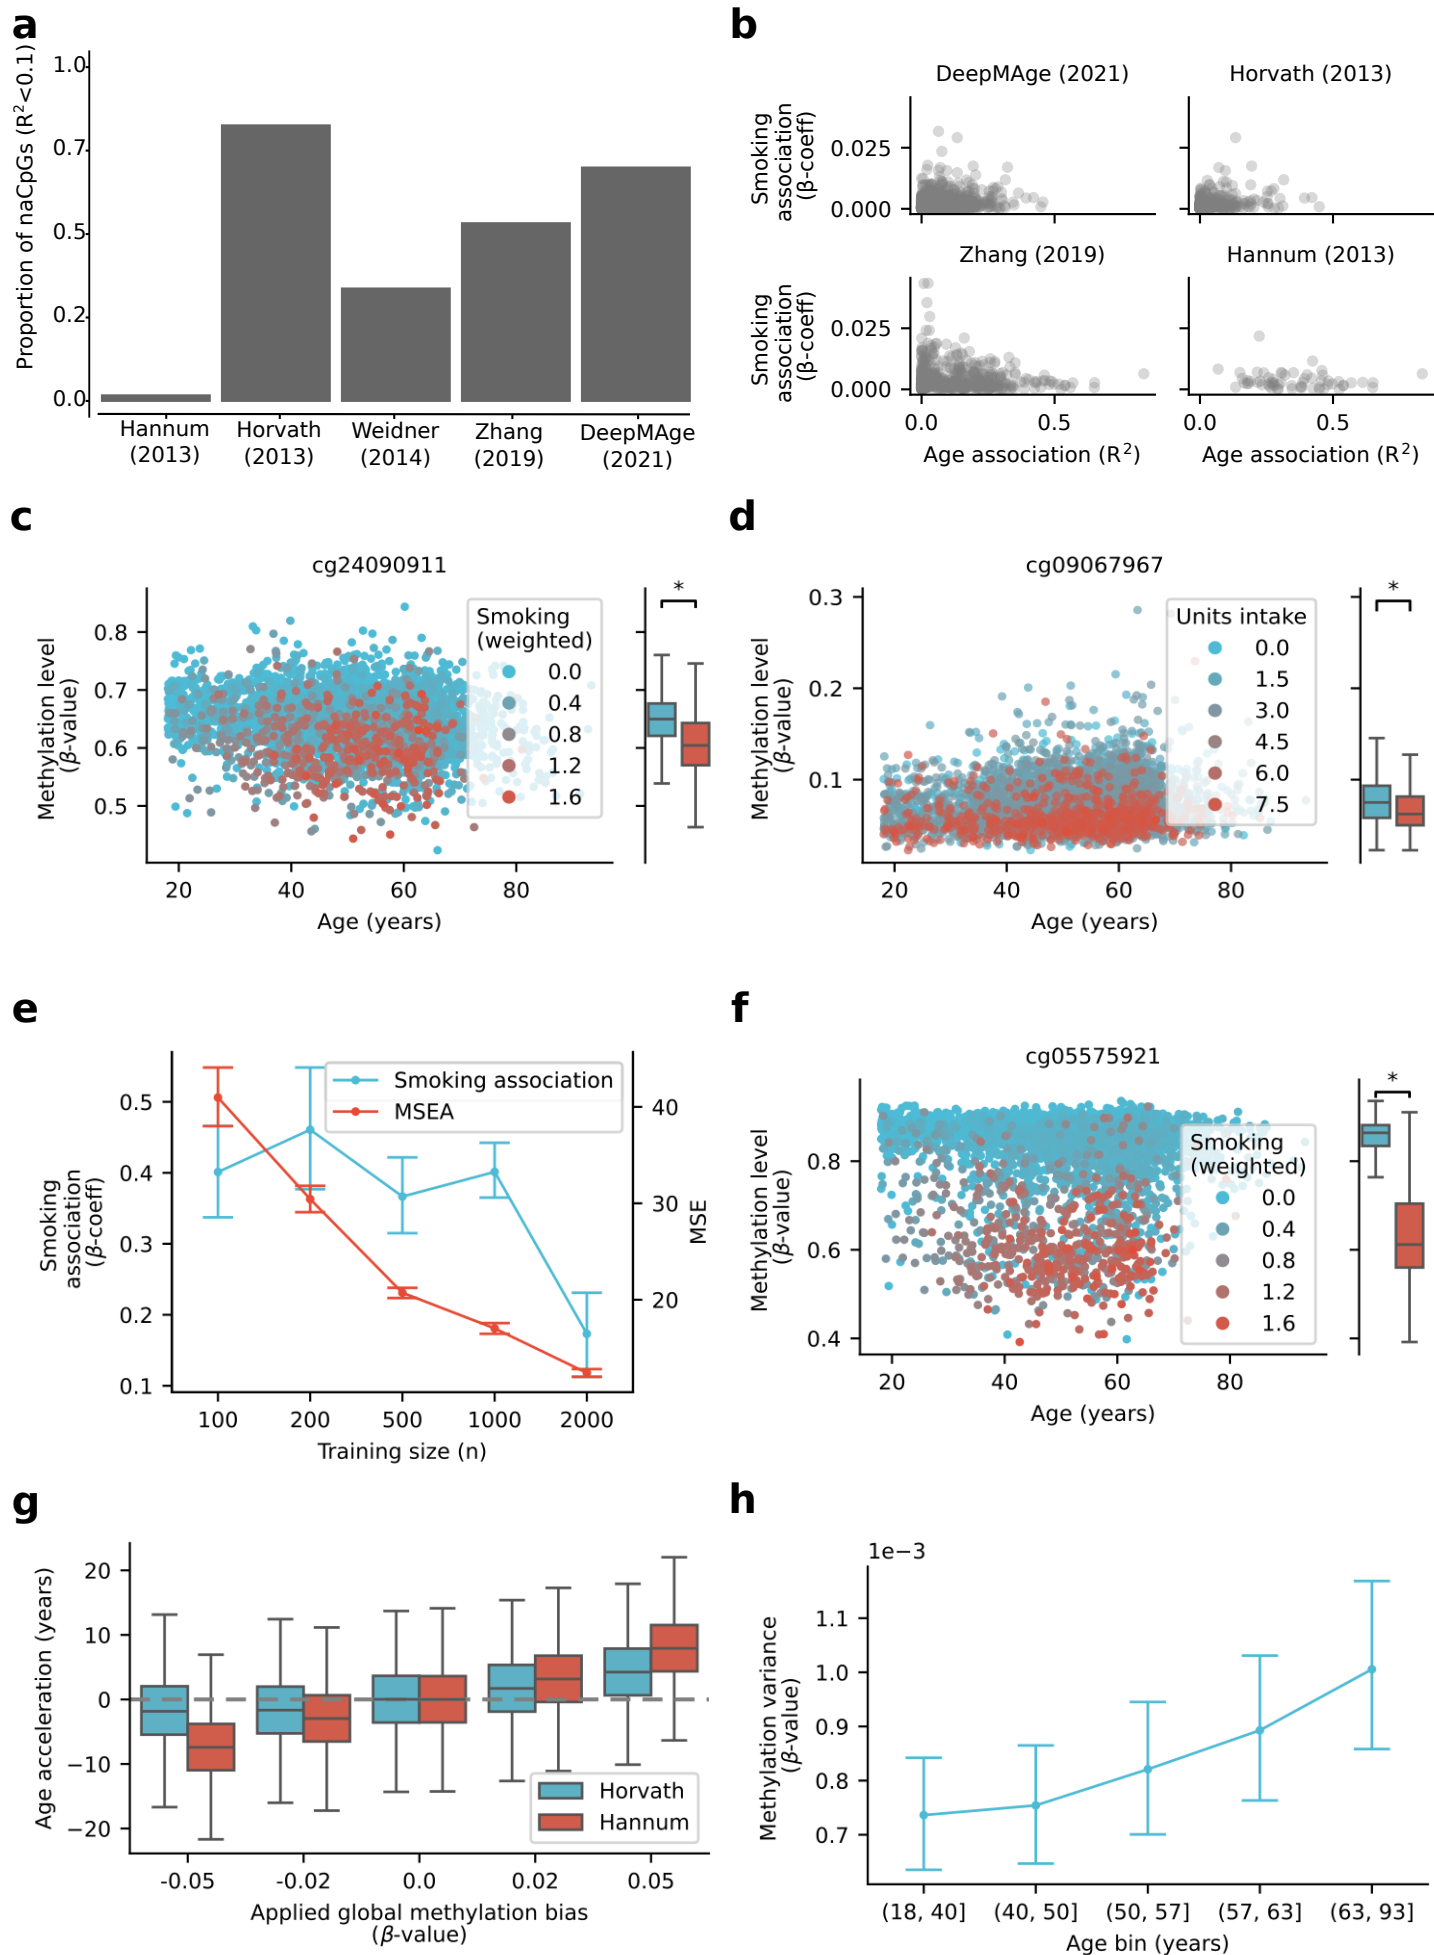 a
Proportion of naCpGs (R²<0.1)
1.0
0.7
0.5
0.2
0.0
Hannum
(2013)
Horvath
(2013)
Weidner
(2014)
Zhang
(2019)
DeepMAge
(2021)
b
DeepMAge (2021)
Horvath (2013)
Smoking
association
(β-coeff)
0.025
0.000
Zhang (2019)
Hannum (2013)
Smoking
association
(β-coeff)
0.025
0.000
0.0
0.5
0.0
0.5
Age association (R²)
Age association (R²)
c
cg24090911
Methylation level
(β-value)
0.8
0.7
0.6
0.5
20
40
60
80
Age (years)
Smoking
(weighted)
0.0
0.4
0.8
1.2
1.6
*
d
cg09067967
Methylation level
(β-value)
0.3
0.2
0.1
20
40
60
80
Age (years)
Units intake
0.0
1.5
3.0
4.5
6.0
7.5
*
e
Smoking
association
(β-coeff)
0.5
0.4
0.3
0.2
0.1
Smoking association
MSEA
40
30
20
MSE
100
200
500
1000
2000
Training size (n)
f
cg05575921
Methylation level
(β-value)
0.8
0.6
0.4
20
40
60
80
Age (years)
Smoking
(weighted)
0.0
0.4
0.8
1.2
1.6
*
g
Age acceleration (years)
20
10
0
−10
−20
Horvath
Hannum
-0.05
-0.02
0.0
0.02
0.05
Applied global methylation bias
(β-value)
h
1e−3
Methylation variance
(β-value)
1.1
1.0
0.9
0.8
0.7
(18, 40]
(40, 50]
(50, 57]
(57, 63]
(63, 93]
Age bin (years)